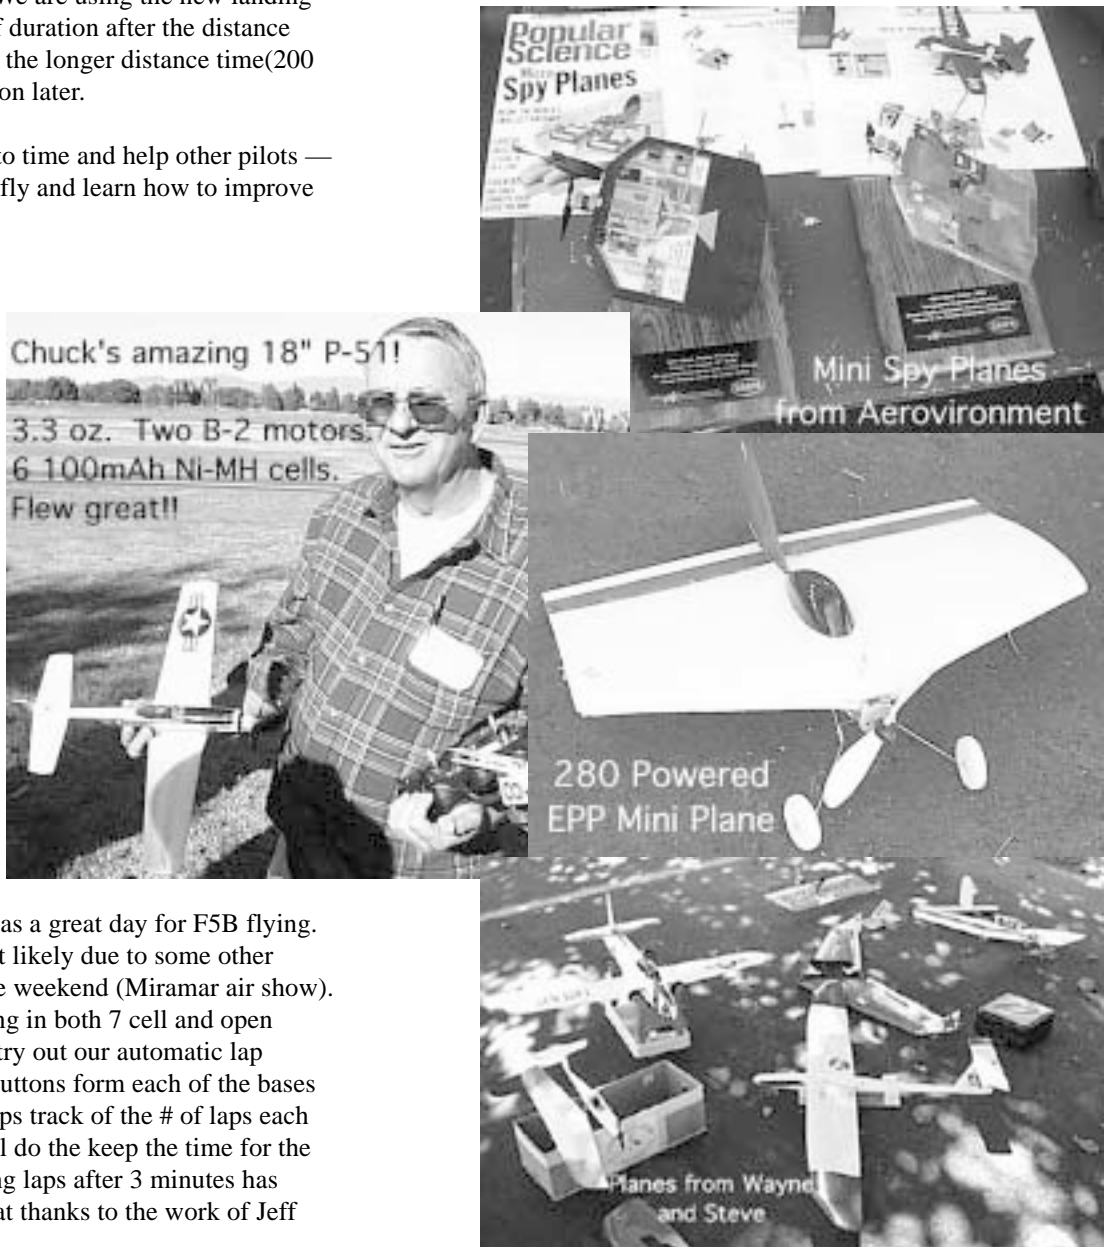 We are using the new landing
f duration after the distance
the longer distance time(200
on later.
to time and help other pilots —
fly and learn how to improve
Popular
Science
Spy Planes
Mini Spy Planes
from Aerovironment
Chuck's amazing 18" P-51!
3.3 oz. Two B-2 motors.
6 100mAh Ni-MH cells.
Flew great!!
280 Powered
EPP Mini Plane
as a great day for F5B flying.
t likely due to some other
e weekend (Miramar air show).
ng in both 7 cell and open
try out our automatic lap
uttons form each of the bases
ps track of the # of laps each
l do the keep the time for the
ng laps after 3 minutes has
at thanks to the work of Jeff
Planes from Wayne
and Steve